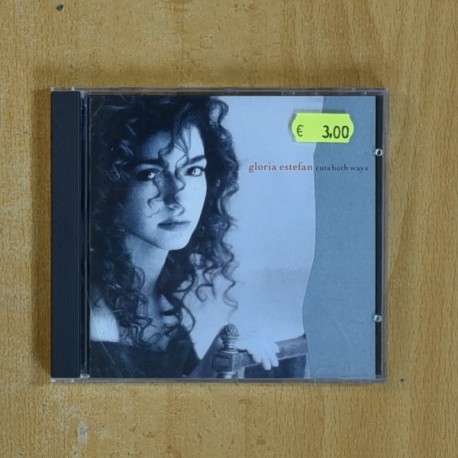 € 3,00
gloria estefan cuts both ways